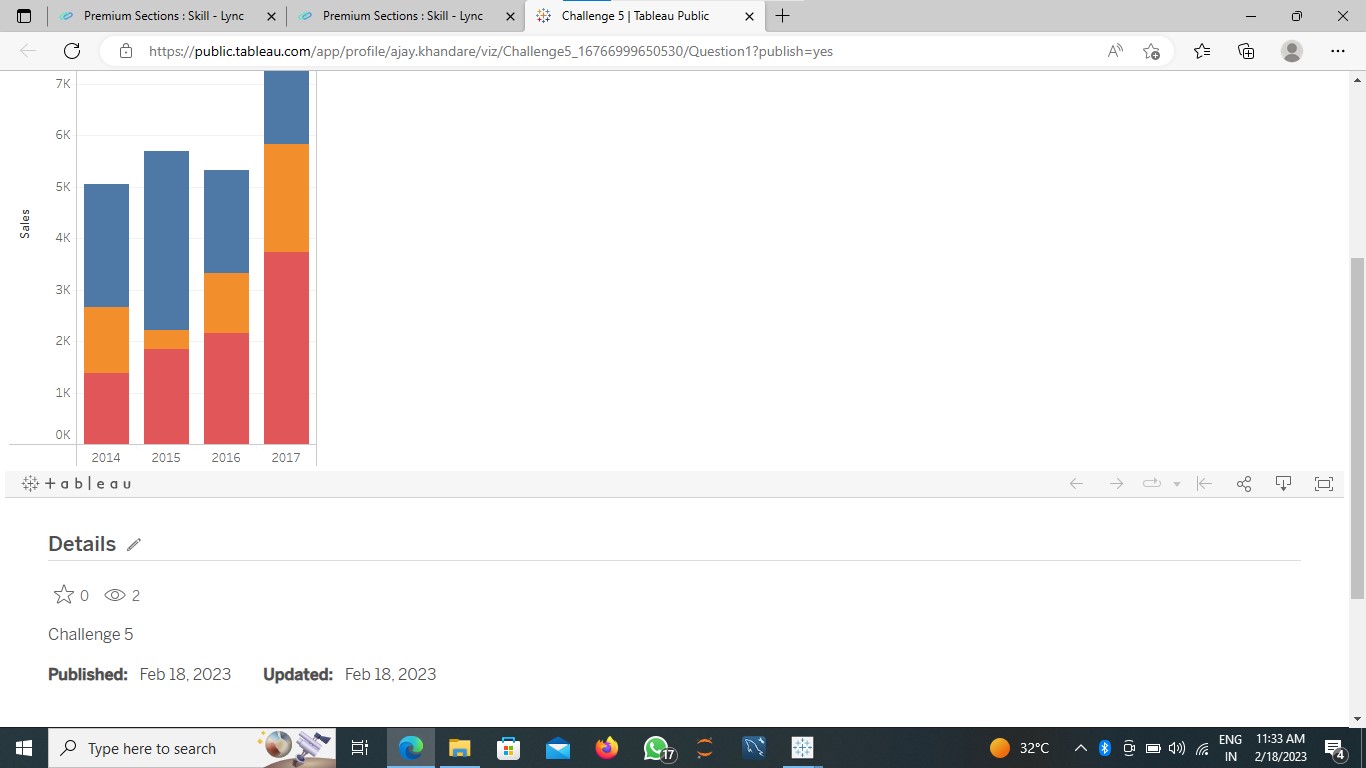 Premium Sections : Skill - Lync
Premium Sections : Skill - Lync
Challenge 5 | Tableau Public
https://public.tableau.com/app/profile/ajay.khandare/viz/Challenge5_16766999650530/Question1?publish=yes
7K
6K
5K
4K
3K
2K
1K
0K
Sales
2014 2015 2016 2017
+ a b l e a u
Details
0 2
Challenge 5
Published: Feb 18, 2023 Updated: Feb 18, 2023
Type here to search
17
32°C
ENG
IN
11:33 AM
2/18/2023
4